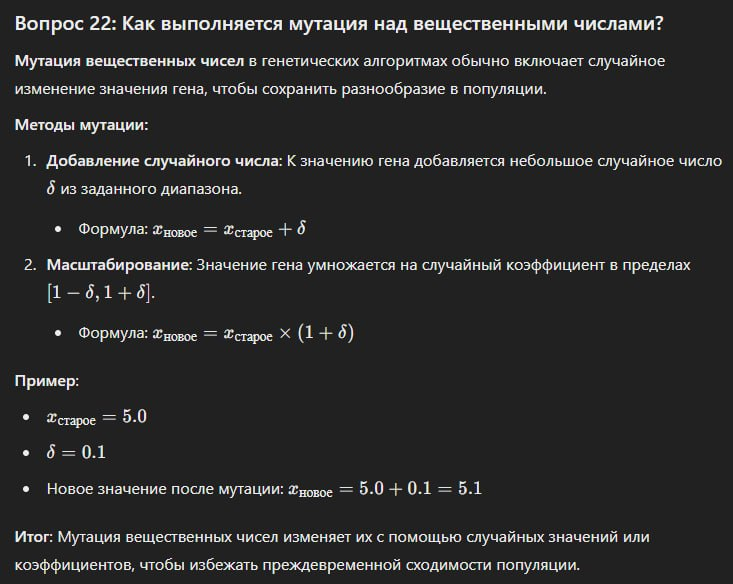 Вопрос 22: Как выполняется мутация над вещественными числами?
Мутация вещественных чисел в генетических алгоритмах обычно включает случайное
изменение значения гена, чтобы сохранить разнообразие в популяции.
Методы мутации:
1. Добавление случайного числа: К значению гена добавляется небольшое случайное число
δ из заданного диапазона.
• Формула: xновое = xстарое + δ
2. Масштабирование: Значение гена умножается на случайный коэффициент в пределах
[1 − δ, 1 + δ].
• Формула: xновое = xстарое × (1 + δ)
Пример:
• xстарое = 5.0
• δ = 0.1
• Новое значение после мутации: xновое = 5.0 + 0.1 = 5.1
Итог: Мутация вещественных чисел изменяет их с помощью случайных значений или
коэффициентов, чтобы избежать преждевременной сходимости популяции.